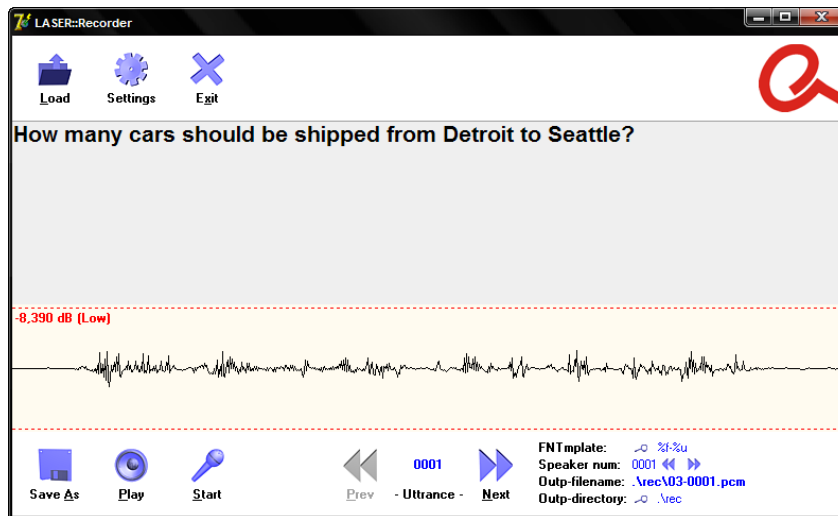 LASER::Recorder
Load Settings Exit
How many cars should be shipped from Detroit to Seattle?
-8,390 dB (Low)
Save As Play Start
Prev 0001 - Uttrance - Next
FNTmplate: %f-%u
Speaker num: 0001
Outp-filename: .\rec\03-0001.pcm
Outp-directory: .\rec